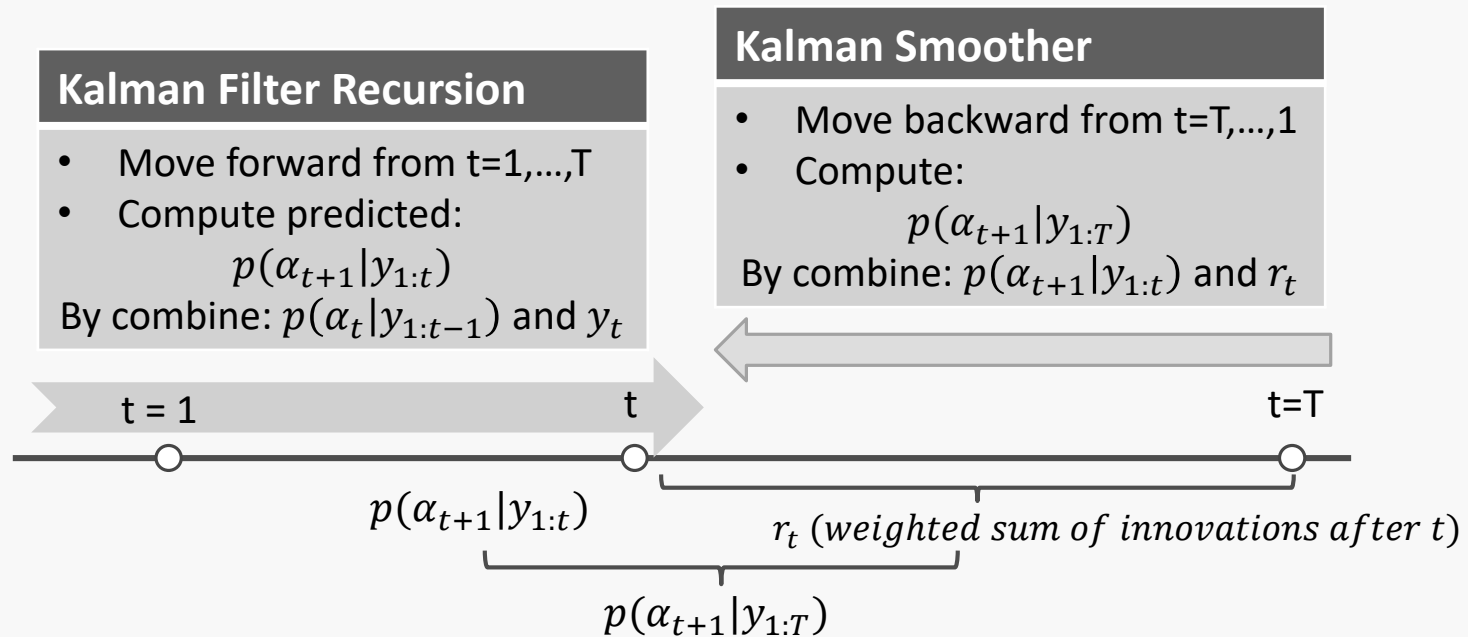 Kalman Filter Recursion
• Move forward from t=1,…,T
• Compute predicted:
p(α_{t+1}|y_{1:t})
By combine: p(α_t|y_{1:t−1}) and y_t
Kalman Smoother
• Move backward from t=T,…,1
• Compute:
p(α_{t+1}|y_{1:T})
By combine: p(α_{t+1}|y_{1:t}) and r_t
t = 1
t
t=T
p(α_{t+1}|y_{1:t})
r_t (weighted sum of innovations after t)
p(α_{t+1}|y_{1:T})